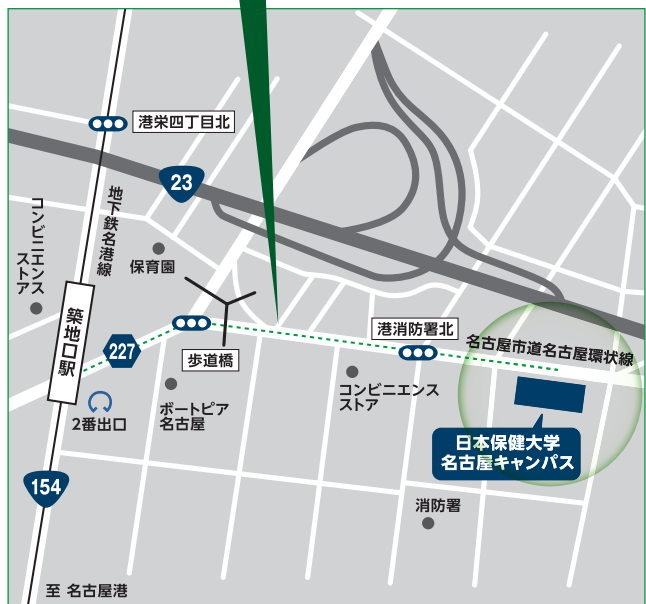 港栄四丁目北
23
地下鉄名港線
コンビニエンス
ストア
保育園
築地口駅
227
歩道橋
港消防署北
名古屋市道名古屋環状線
2番出口
ボートピア
名古屋
コンビニエンス
ストア
日本保健大学
名古屋キャンパス
154
消防署
至 名古屋港